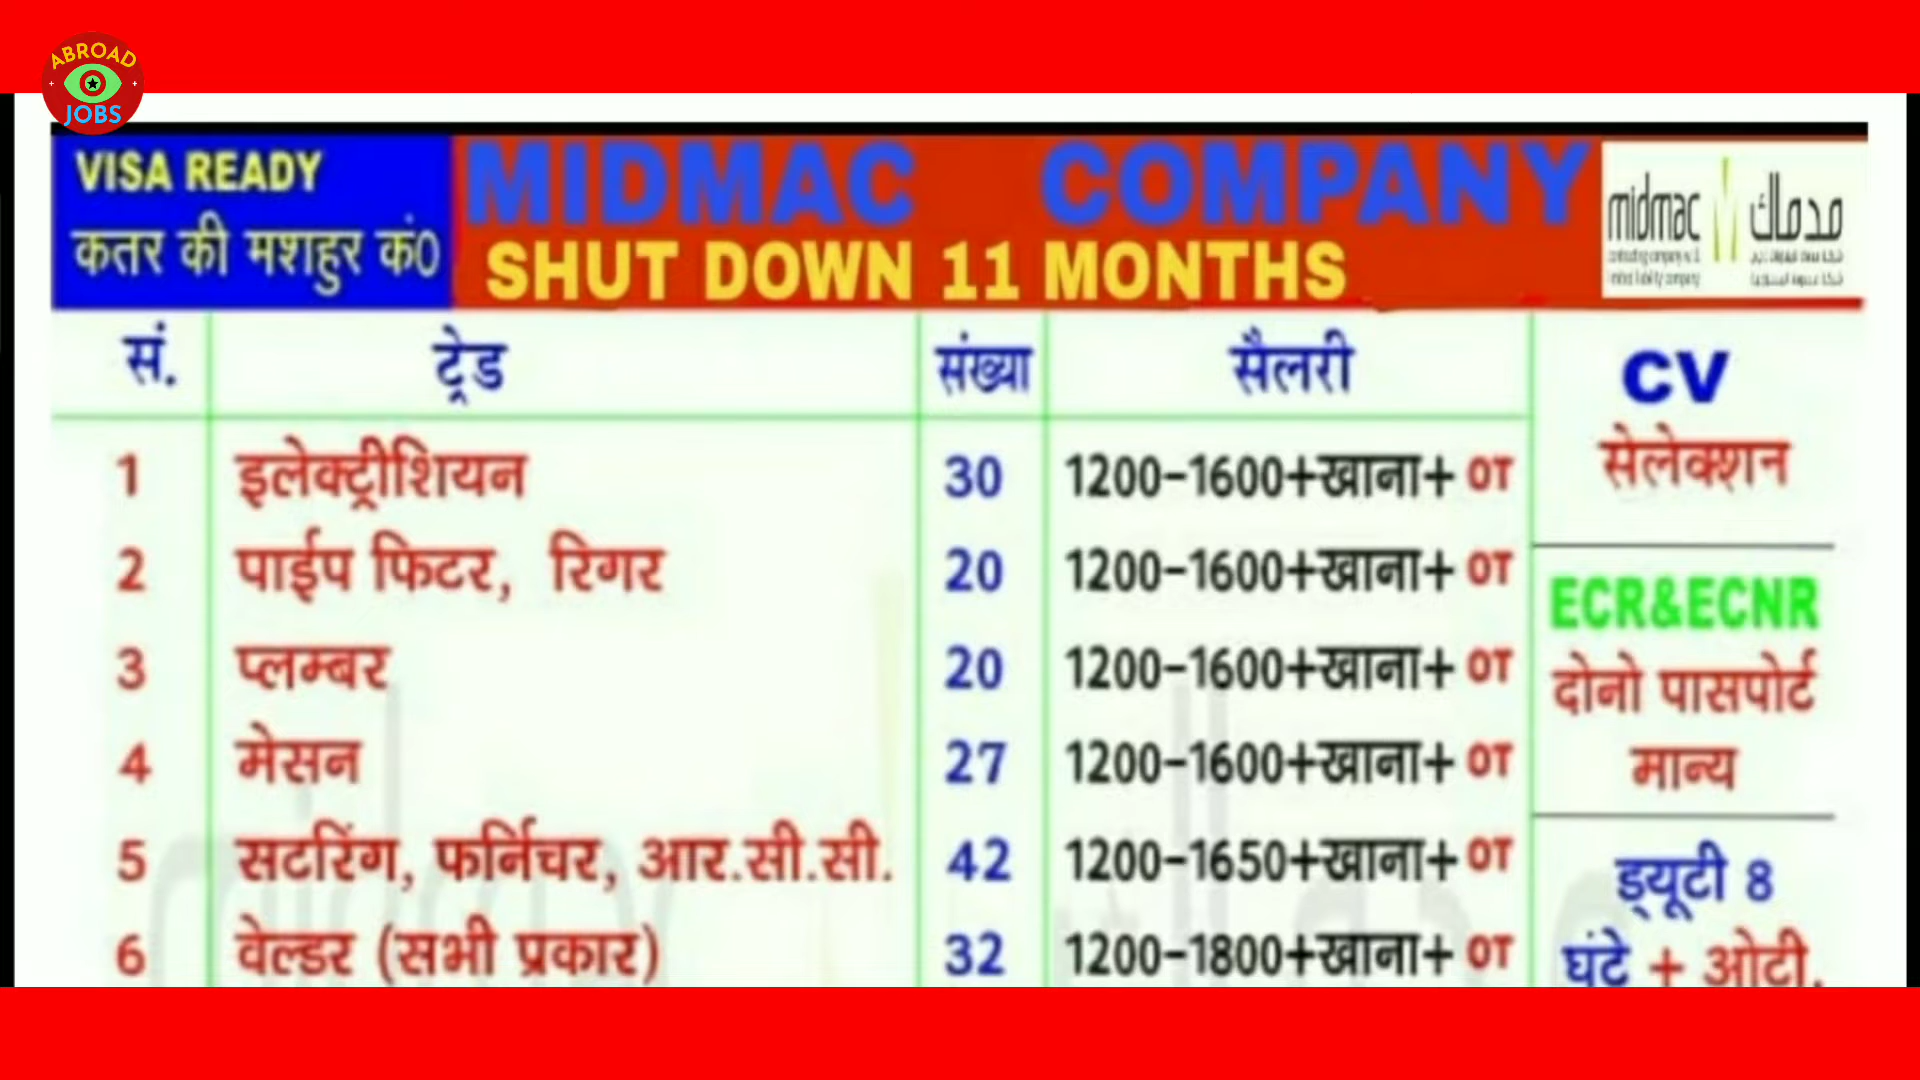 ABROAD
JOBS
VISA READY
कतर की मशहुर कं0
MIDMAC COMPANY
SHUT DOWN 11 MONTHS
midmac مدماك
सं. ट्रेड संख्या सैलरी
1 इलेक्ट्रीशियन 30 1200-1600+खाना+ OT
2 पाईप फिटर, रिगर 20 1200-1600+खाना+ OT
3 प्लम्बर 20 1200-1600+खाना+ OT
4 मेसन 27 1200-1600+खाना+ OT
5 सटरिंग, फर्निचर, आर.सी.सी. 42 1200-1650+खाना+ OT
6 वेल्डर (सभी प्रकार) 32 1200-1800+खाना+ OT
CV
सेलेक्शन
ECR&ECNR
दोनो पासपोर्ट
मान्य
ड्यूटी 8
घंटे + ओटी.